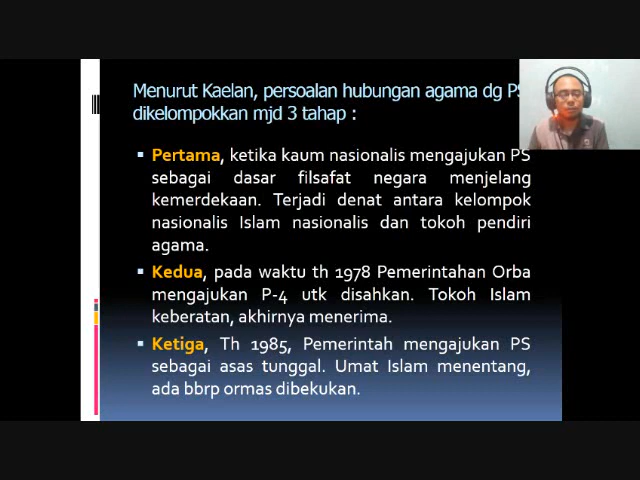 Menurut Kaelan, persoalan hubungan agama dg PS
dikelompokkan mjd 3 tahap :
Pertama, ketika kaum nasionalis mengajukan PS
sebagai dasar filsafat negara menjelang
kemerdekaan. Terjadi denat antara kelompok
nasionalis Islam nasionalis dan tokoh pendiri
agama.
Kedua, pada waktu th 1978 Pemerintahan Orba
mengajukan P-4 utk disahkan. Tokoh Islam
keberatan, akhirnya menerima.
Ketiga, Th 1985, Pemerintah mengajukan PS
sebagai asas tunggal. Umat Islam menentang,
ada bbrp ormas dibekukan.